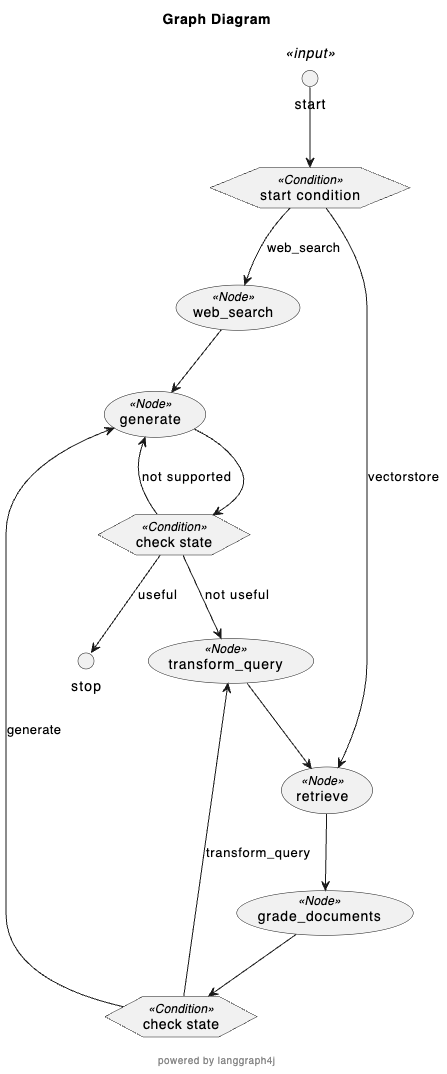 Graph Diagram
«input»
start
«Condition»
start condition
web_search
«Node»
web_search
«Node»
generate
not supported
vectorstore
«Condition»
check state
useful
not useful
«Node»
transform_query
stop
generate
«Node»
retrieve
transform_query
«Node»
grade_documents
«Condition»
check state
powered by langgraph4j